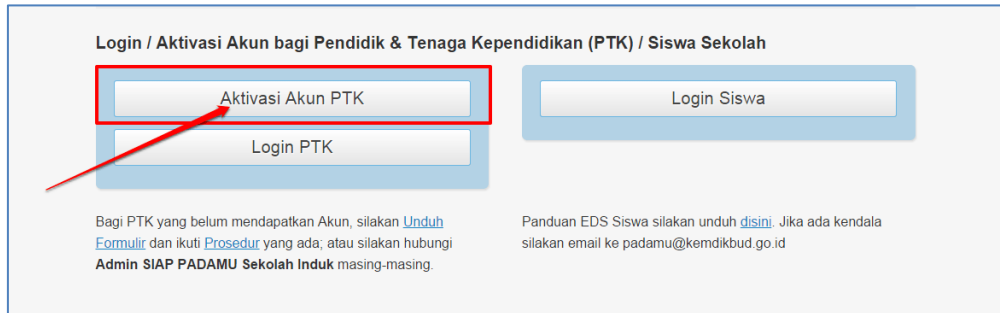 Login / Aktivasi Akun bagi Pendidik & Tenaga Kependidikan (PTK) / Siswa Sekolah
Aktivasi Akun PTK
Login PTK
Login Siswa
Bagi PTK yang belum mendapatkan Akun, silakan Unduh
Formulir dan ikuti Prosedur yang ada; atau silakan hubungi
Admin SIAP PADAMU Sekolah Induk masing-masing.
Panduan EDS Siswa silakan unduh disini. Jika ada kendala
silakan email ke padamu@kemdikbud.go.id